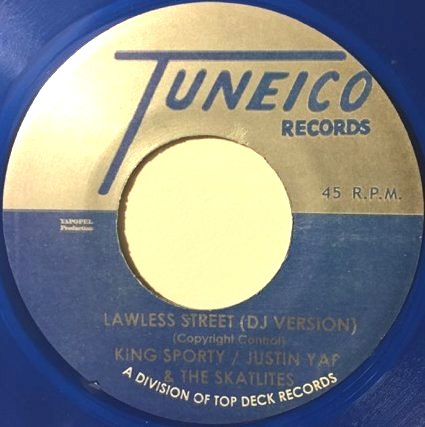 TUNEICO
RECORDS
45 R.P.M.
YAPOPEL
Production
LAWLESS STREET (DJ VERSION)
(Copyright Control)
KING SPORTY / JUSTIN YAP
& THE SKATLITES
A DIVISION OF TOP DECK RECORDS